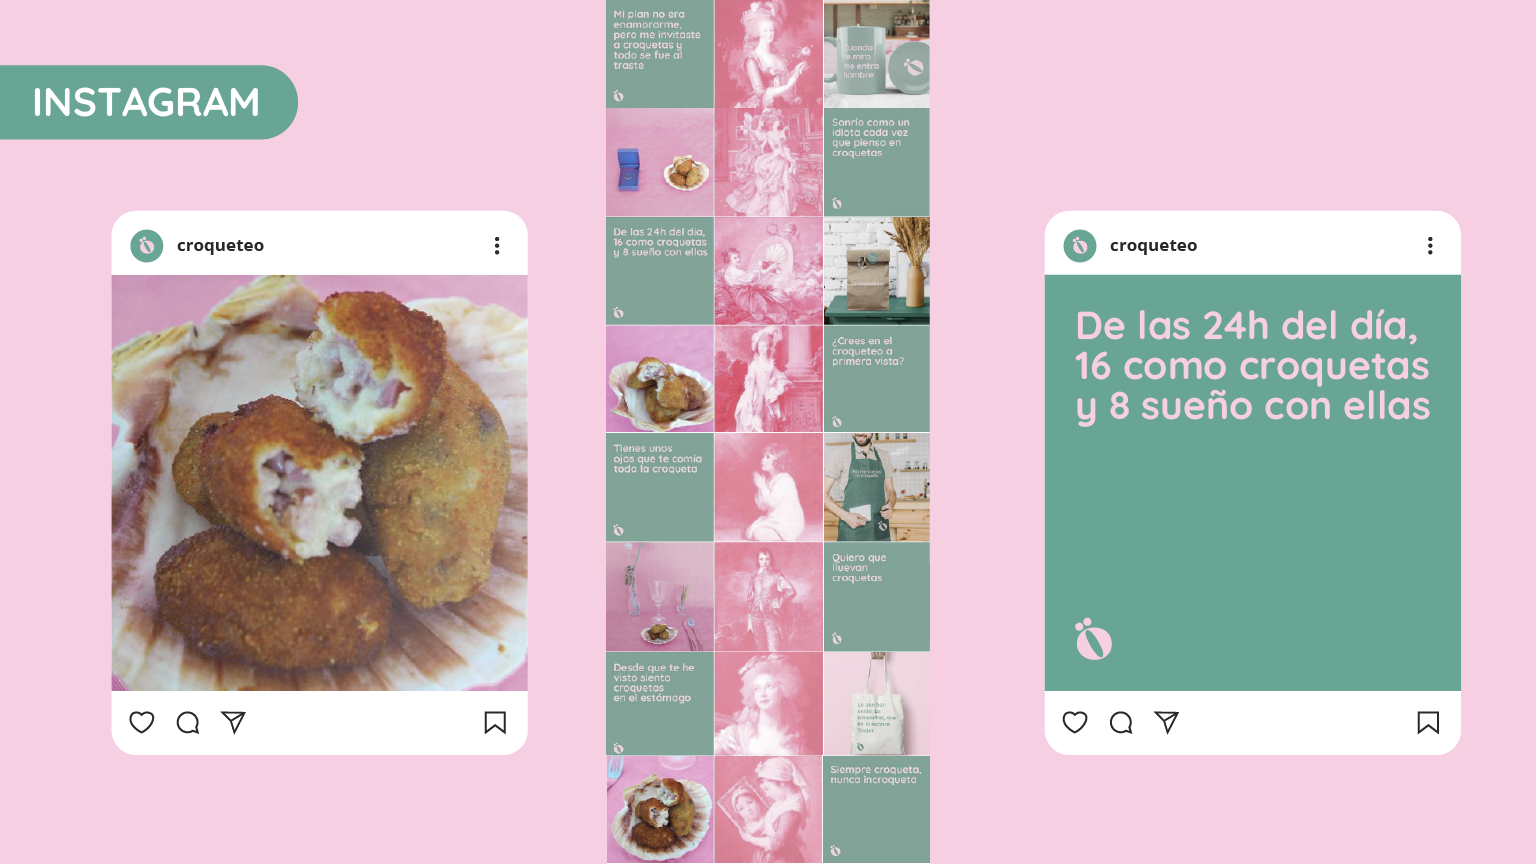 INSTAGRAM
croqueteo
Mi plan no era
enamorarme,
pero me invitaste
a croquetas y
todo se fue al
traste
Cuando
te miro
me entra
hambre
Sonrío como un
idiota cada vez
que pienso en
croquetas
De las 24h del día,
16 como croquetas
y 8 sueño con ellas
¿Crees en el
croqueteo a
primera vista?
Tienes unos
ojos que te comía
toda la croqueta
Quiero que
lluevan
croquetas
Desde que te he
visto siento
croquetas
en el estómago
Siempre croqueta,
nunca incroqueta
croqueteo
De las 24h del día,
16 como croquetas
y 8 sueño con ellas